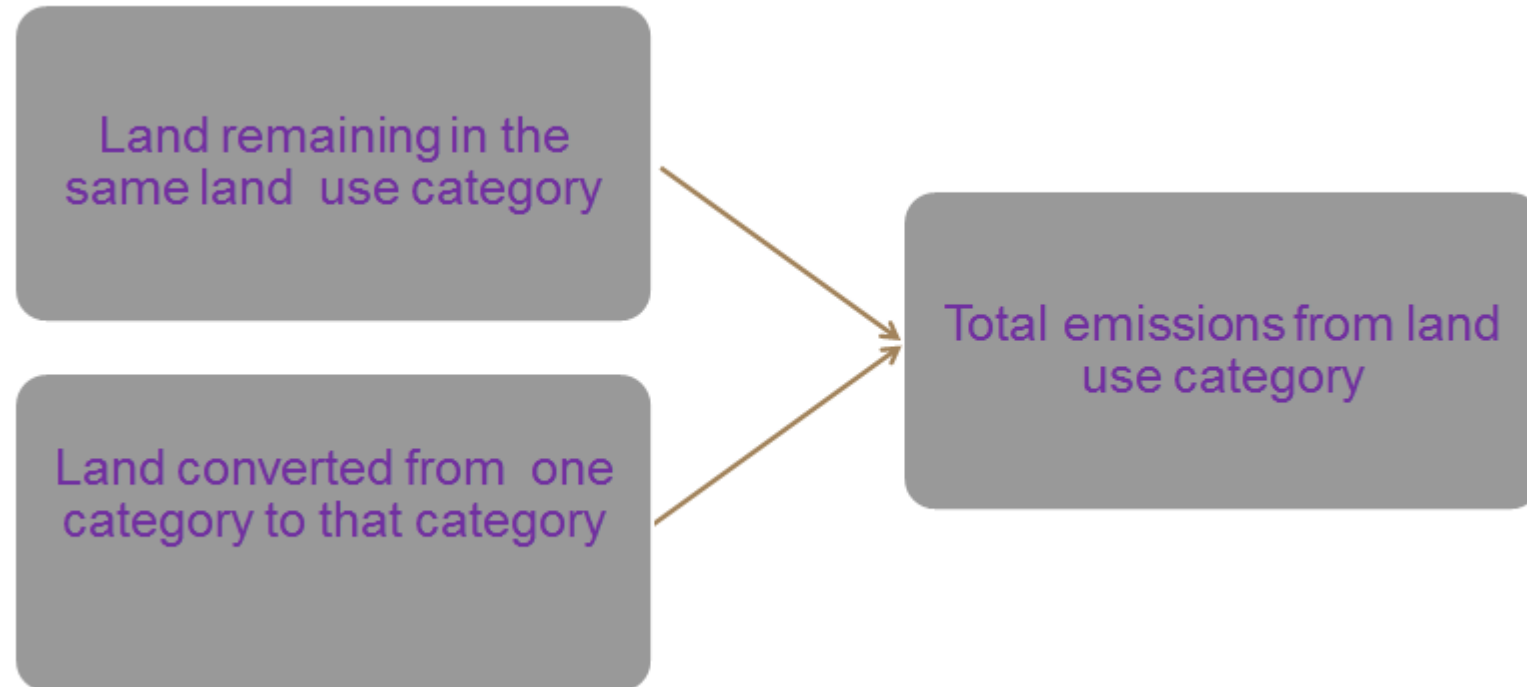 Land remaining in the
same land use category
Land converted from one
category to that category
Total emissions from land
use category